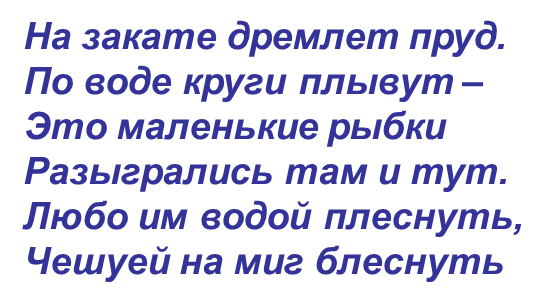 На закате дремлет пруд.
По воде круги плывут –
Это маленькие рыбки
Разыгрались там и тут.
Любо им водой плеснуть,
Чешуей на миг блеснуть